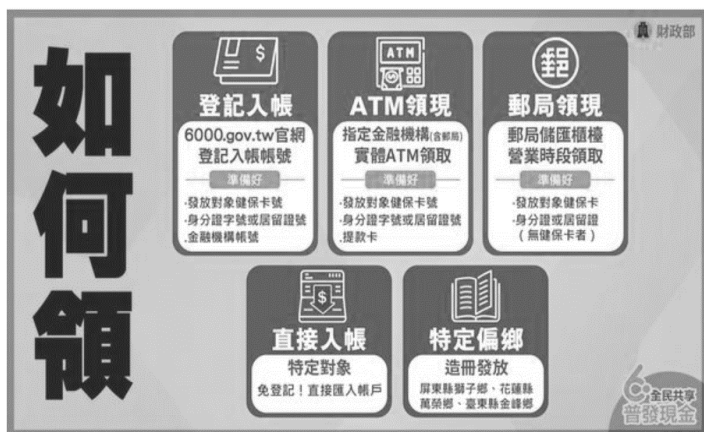 如何領
財政部
登記入帳
6000.gov.tw官網
登記入帳帳號
準備好
·發放對象健保卡號
·身分證字號或居留證號
.金融機構帳號
ATM
ATM領現
指定金融機構(含郵局)
實體ATM領取
準備好
·發放對象健保卡號
·身分證字號或居留證號
.提款卡
郵局領現
郵局儲匯櫃檯
營業時段領取
準備好
·發放對象健保卡
·身分證或居留證
(無健保卡者)
直接入帳
特定對象
免登記！直接匯入帳戶
特定偏鄉
造冊發放
屏東縣獅子鄉、花蓮縣
萬榮鄉、臺東縣金峰鄉
全民共享
普發現金